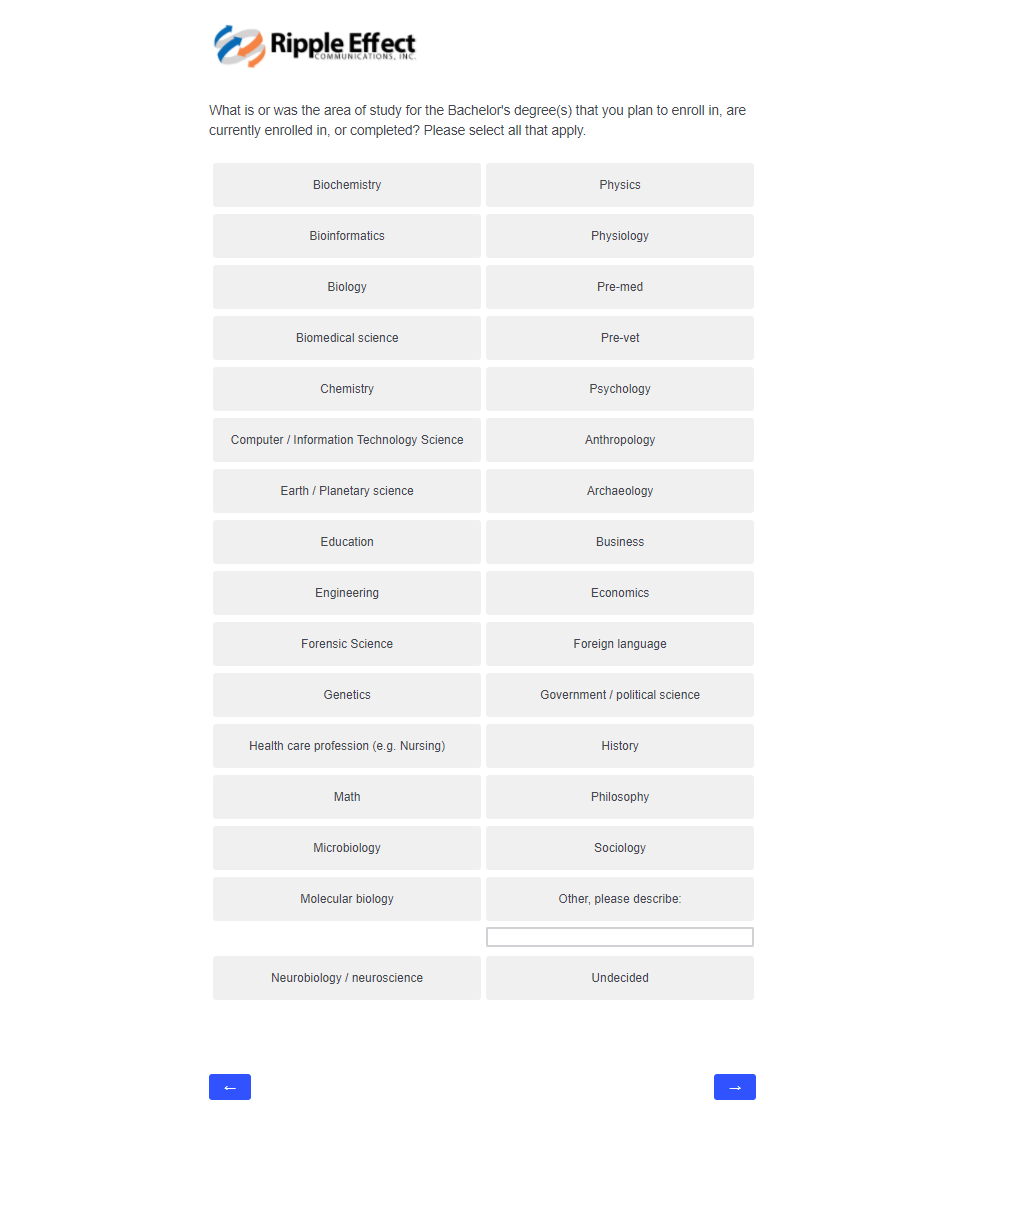 Ripple Effect
COMMUNICATIONS, INC.
What is or was the area of study for the Bachelor's degree(s) that you plan to enroll in, are
currently enrolled in, or completed? Please select all that apply.
Biochemistry
Physics
Bioinformatics
Physiology
Biology
Pre-med
Biomedical science
Pre-vet
Chemistry
Psychology
Computer / Information Technology Science
Anthropology
Earth / Planetary science
Archaeology
Education
Business
Engineering
Economics
Forensic Science
Foreign language
Genetics
Government / political science
Health care profession (e.g. Nursing)
History
Math
Philosophy
Microbiology
Sociology
Molecular biology
Other, please describe:
Neurobiology / neuroscience
Undecided
← →